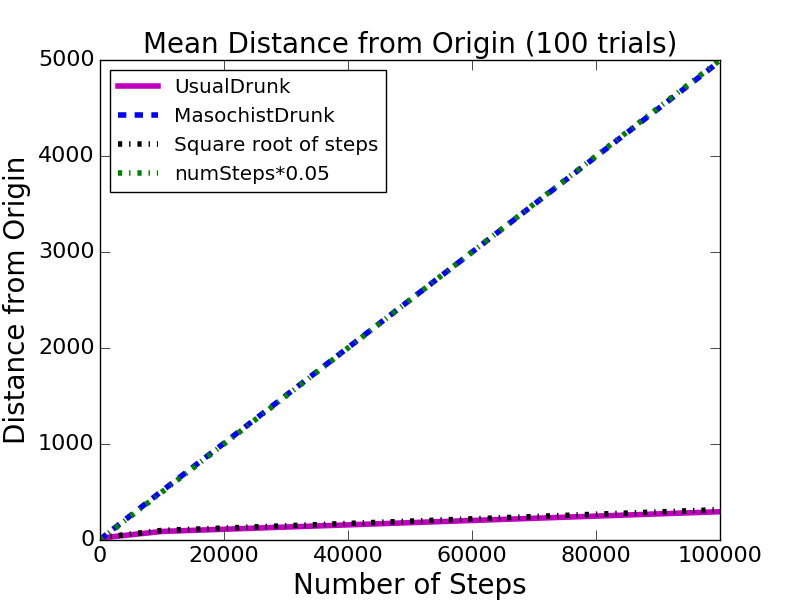 Mean Distance from Origin (100 trials)
UsualDrunk
MasochistDrunk
Square root of steps
numSteps*0.05
Distance from Origin
5000
4000
3000
2000
1000
0
0 20000 40000 60000 80000 100000
Number of Steps